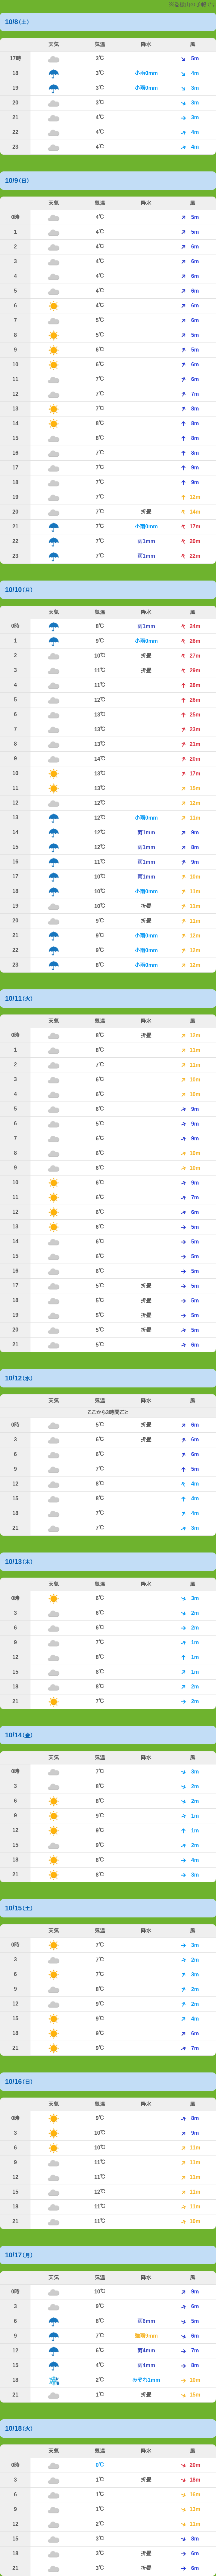 ※乗鞍山の予報です
10/8(土)
天気 気温 降水 風
17時 3℃ 5m
18 3℃ 小雨0mm 4m
19 3℃ 小雨0mm 3m
20 3℃ 3m
21 4℃ 3m
22 4℃ 4m
23 4℃ 4m
10/9(日)
天気 気温 降水 風
0時 4℃ 5m
1 4℃ 5m
2 4℃ 6m
3 4℃ 6m
4 4℃ 6m
5 4℃ 6m
6 4℃ 6m
7 5℃ 6m
8 5℃ 5m
9 6℃ 5m
10 6℃ 6m
11 7℃ 6m
12 7℃ 7m
13 7℃ 8m
14 8℃ 8m
15 8℃ 8m
16 7℃ 8m
17 7℃ 9m
18 7℃ 9m
19 7℃ 12m
20 7℃ 折畳 14m
21 7℃ 小雨0mm 17m
22 7℃ 雨1mm 20m
23 7℃ 雨1mm 22m
10/10(月)
天気 気温 降水 風
0時 8℃ 雨1mm 24m
1 9℃ 小雨0mm 26m
2 10℃ 折畳 27m
3 11℃ 折畳 29m
4 11℃ 28m
5 12℃ 26m
6 13℃ 25m
7 13℃ 23m
8 13℃ 21m
9 14℃ 20m
10 13℃ 17m
11 13℃ 15m
12 12℃ 12m
13 12℃ 小雨0mm 11m
14 12℃ 雨1mm 9m
15 12℃ 雨1mm 8m
16 11℃ 雨1mm 9m
17 10℃ 雨1mm 10m
18 10℃ 小雨0mm 11m
19 10℃ 折畳 11m
20 9℃ 折畳 11m
21 9℃ 小雨0mm 12m
22 9℃ 小雨0mm 12m
23 8℃ 小雨0mm 12m
10/11(火)
天気 気温 降水 風
0時 8℃ 折畳 12m
1 8℃ 11m
2 7℃ 11m
3 6℃ 10m
4 6℃ 10m
5 6℃ 9m
6 5℃ 9m
7 6℃ 9m
8 6℃ 10m
9 6℃ 10m
10 6℃ 9m
11 6℃ 7m
12 6℃ 6m
13 6℃ 5m
14 6℃ 5m
15 6℃ 5m
16 6℃ 5m
17 5℃ 折畳 5m
18 5℃ 折畳 5m
19 5℃ 折畳 5m
20 5℃ 折畳 5m
21 5℃ 6m
10/12(水)
天気 気温 降水 風
ここから3時間ごと
0時 5℃ 折畳 6m
3 6℃ 折畳 6m
6 6℃ 6m
9 7℃ 5m
12 8℃ 4m
15 8℃ 4m
18 7℃ 4m
21 7℃ 3m
10/13(木)
天気 気温 降水 風
0時 6℃ 3m
3 6℃ 2m
6 6℃ 2m
9 7℃ 1m
12 8℃ 1m
15 8℃ 1m
18 8℃ 2m
21 7℃ 2m
10/14(金)
天気 気温 降水 風
0時 7℃ 3m
3 8℃ 2m
6 8℃ 2m
9 9℃ 1m
12 9℃ 1m
15 9℃ 2m
18 8℃ 4m
21 8℃ 3m
10/15(土)
天気 気温 降水 風
0時 7℃ 3m
3 7℃ 2m
6 7℃ 3m
9 8℃ 2m
12 9℃ 2m
15 9℃ 4m
18 9℃ 6m
21 9℃ 7m
10/16(日)
天気 気温 降水 風
0時 9℃ 8m
3 10℃ 9m
6 10℃ 11m
9 11℃ 11m
12 11℃ 11m
15 12℃ 11m
18 11℃ 11m
21 11℃ 10m
10/17(月)
天気 気温 降水 風
0時 10℃ 9m
3 9℃ 6m
6 8℃ 雨6mm 5m
9 7℃ 強雨9mm 6m
12 6℃ 雨4mm 7m
15 4℃ 雨4mm 8m
18 2℃ みぞれ1mm 10m
21 1℃ 折畳 15m
10/18(火)
天気 気温 降水 風
0時 0℃ 20m
3 1℃ 折畳 18m
6 1℃ 16m
9 1℃ 13m
12 2℃ 11m
15 3℃ 8m
18 3℃ 折畳 6m
21 3℃ 折畳 6m